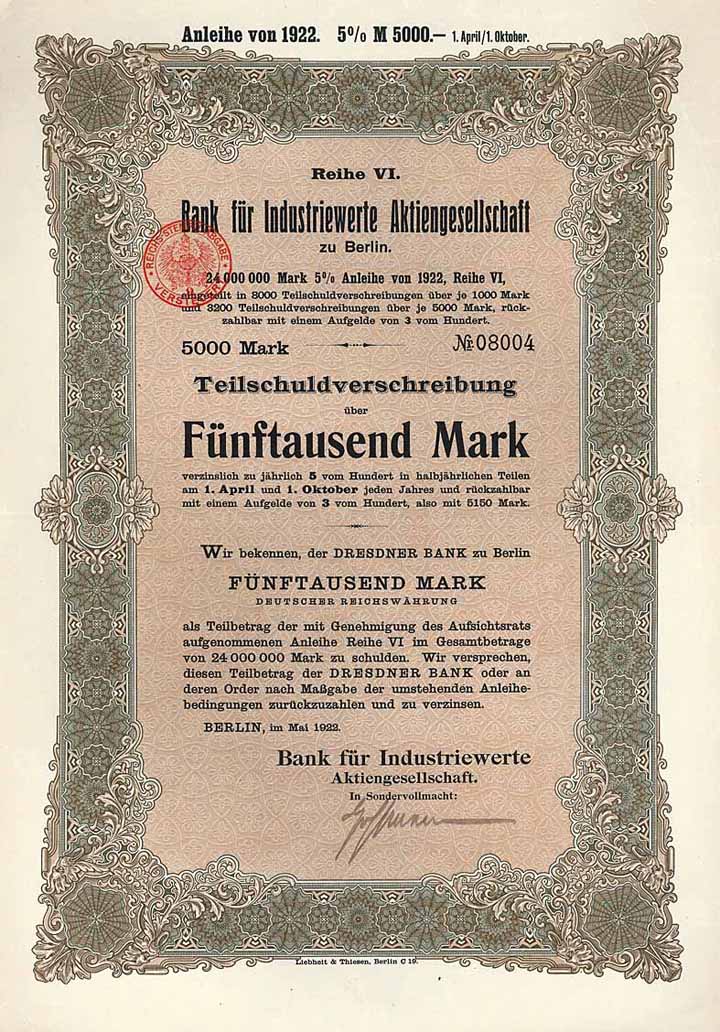 Anleihe von 1922. 5% M 5000.— 1. April/1. Oktober.
Reihe VI.
Bank für Industriewerte Aktiengesellschaft
zu Berlin.
REICHS-STEMPELABGABE
VERSTEUERT
24 000 000 Mark 5% Anleihe von 1922, Reihe VI,
eingeteilt in 8000 Teilschuldverschreibungen über je 1000 Mark
und 3200 Teilschuldverschreibungen über je 5000 Mark, rück-
zahlbar mit einem Aufgelde von 3 vom Hundert.
5000 Mark № 08004
Teilschuldverschreibung
über
Fünftausend Mark
verzinslich zu jährlich 5 vom Hundert in halbjährlichen Teilen
am 1. April und 1. Oktober jeden Jahres und rückzahlbar
mit einem Aufgelde von 3 vom Hundert, also mit 5150 Mark.
Wir bekennen, der DRESDNER BANK zu Berlin
FÜNFTAUSEND MARK
DEUTSCHER REICHSWÄHRUNG
als Teilbetrag der mit Genehmigung des Aufsichtsrats
aufgenommenen Anleihe Reihe VI im Gesamtbetrage
von 24 000 000 Mark zu schulden. Wir versprechen,
diesen Teilbetrag der DRESDNER BANK oder an
deren Order nach Maßgabe der umstehenden Anleihe-
bedingungen zurückzuzahlen und zu verzinsen.
BERLIN, im Mai 1922.
Bank für Industriewerte
Aktiengesellschaft.
In Sondervollmacht:
Liebheit & Thiesen, Berlin C 19.